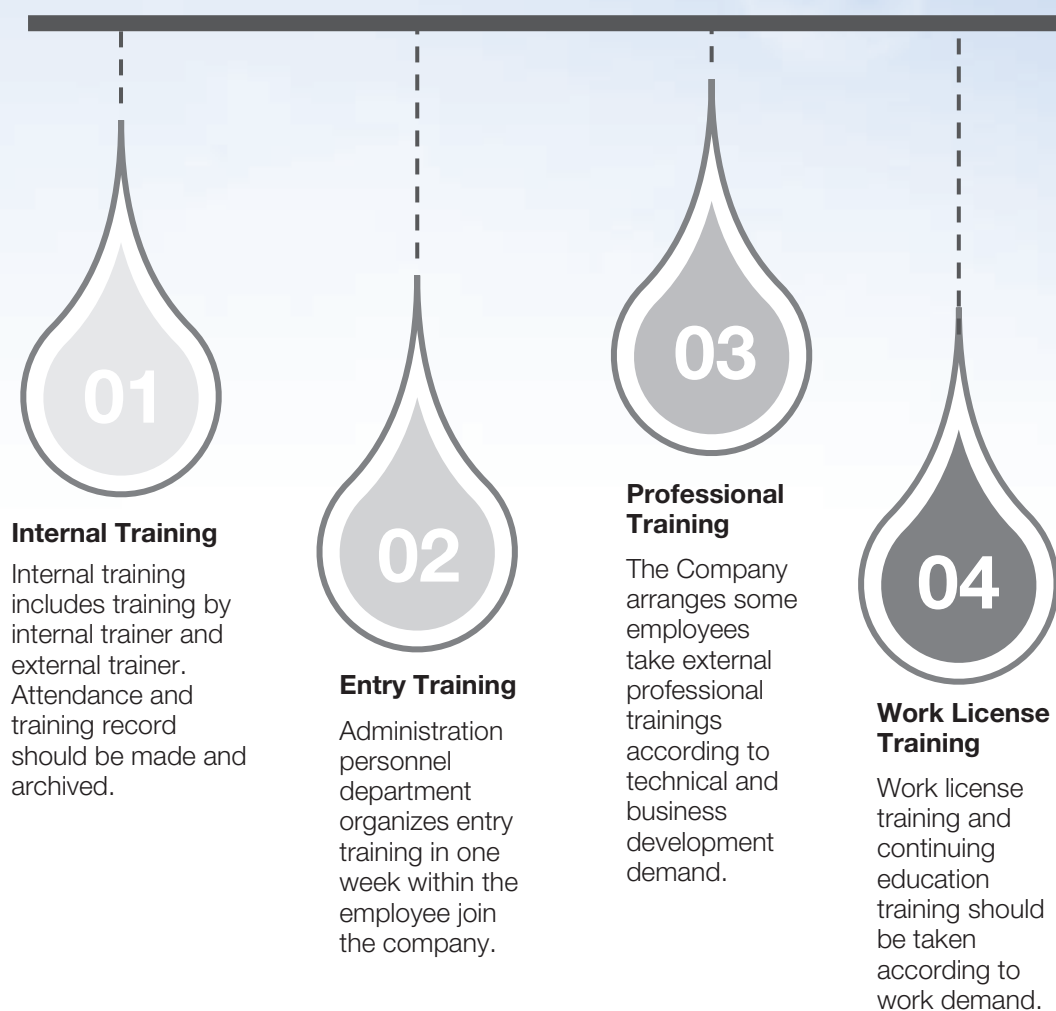 01
Internal Training
Internal training
includes training by
internal trainer and
external trainer.
Attendance and
training record
should be made and
archived.
02
Entry Training
Administration
personnel
department
organizes entry
training in one
week within the
employee join
the company.
03
Professional
Training
The Company
arranges some
employees
take external
professional
trainings
according to
technical and
business
development
demand.
04
Work License
Training
Work license
training and
continuing
education
training should
be taken
according to
work demand.